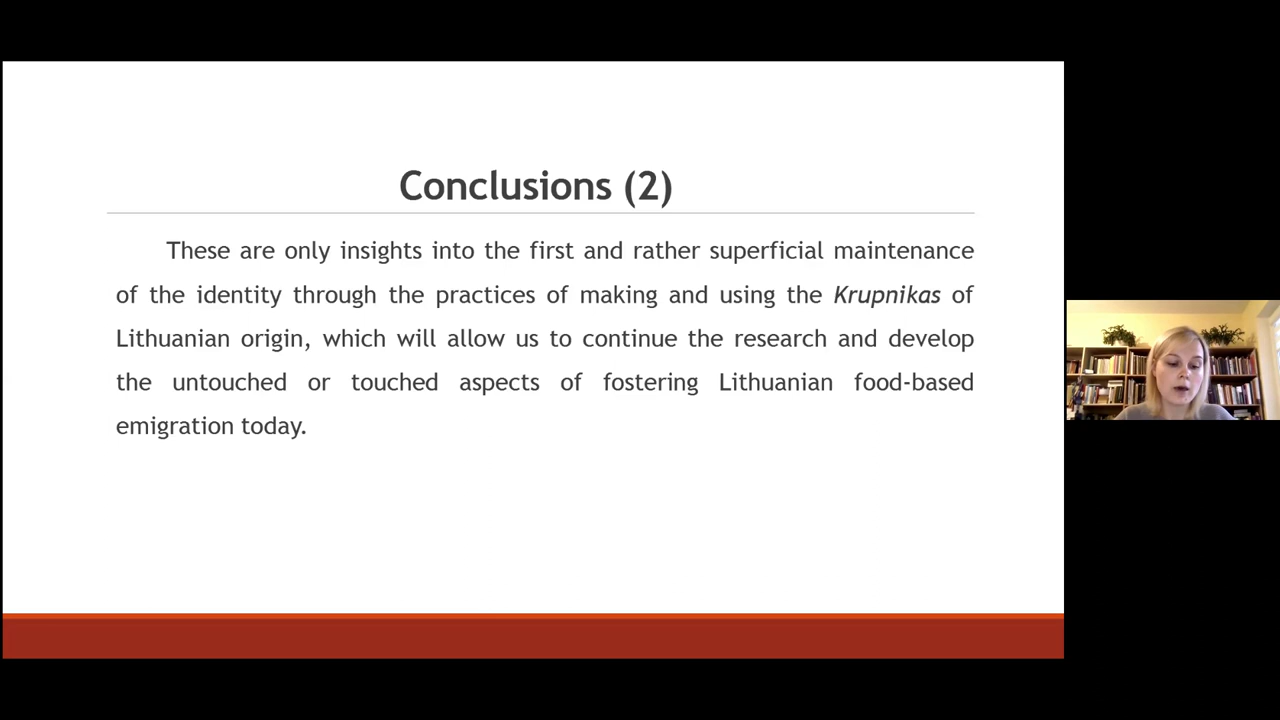 Conclusions (2)
These are only insights into the first and rather superficial maintenance
of the identity through the practices of making and using the Krupnikas of
Lithuanian origin, which will allow us to continue the research and develop
the untouched or touched aspects of fostering Lithuanian food-based
emigration today.